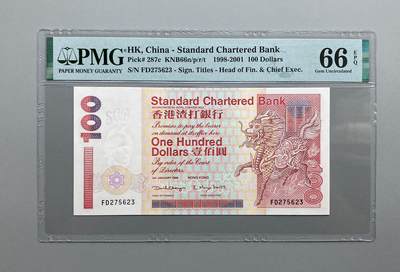 PMG
PAPER MONEY GUARANTY
HK, China - Standard Chartered Bank
Pick# 287c KNB66n/p/r/t 1998-2001 100 Dollars
S/N FD275623 - Sign. Titles - Head of Fin. & Chief Exec.
66 EPQ
Gem Uncirculated
100
Standard Chartered Bank
香港渣打銀行
Promises to pay the bearer
on demand at its office here
One Hundred
Dollars 壹佰圓
By order of the Court
of Directors
HONG KONG
FD275623
FD275623
100